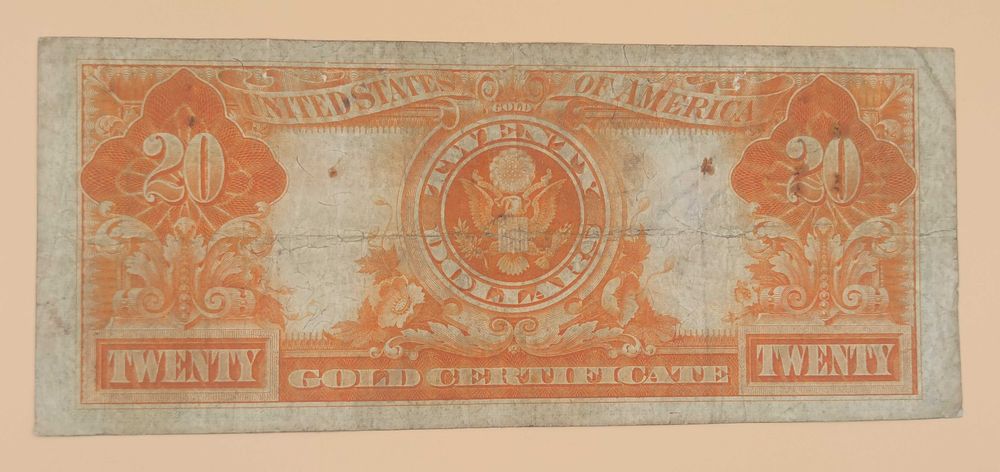 UNITED STATES OF AMERICA
GOLD
20
20
TWENTY
DOLLARS
TWENTY
TWENTY
GOLD CERTIFICATE